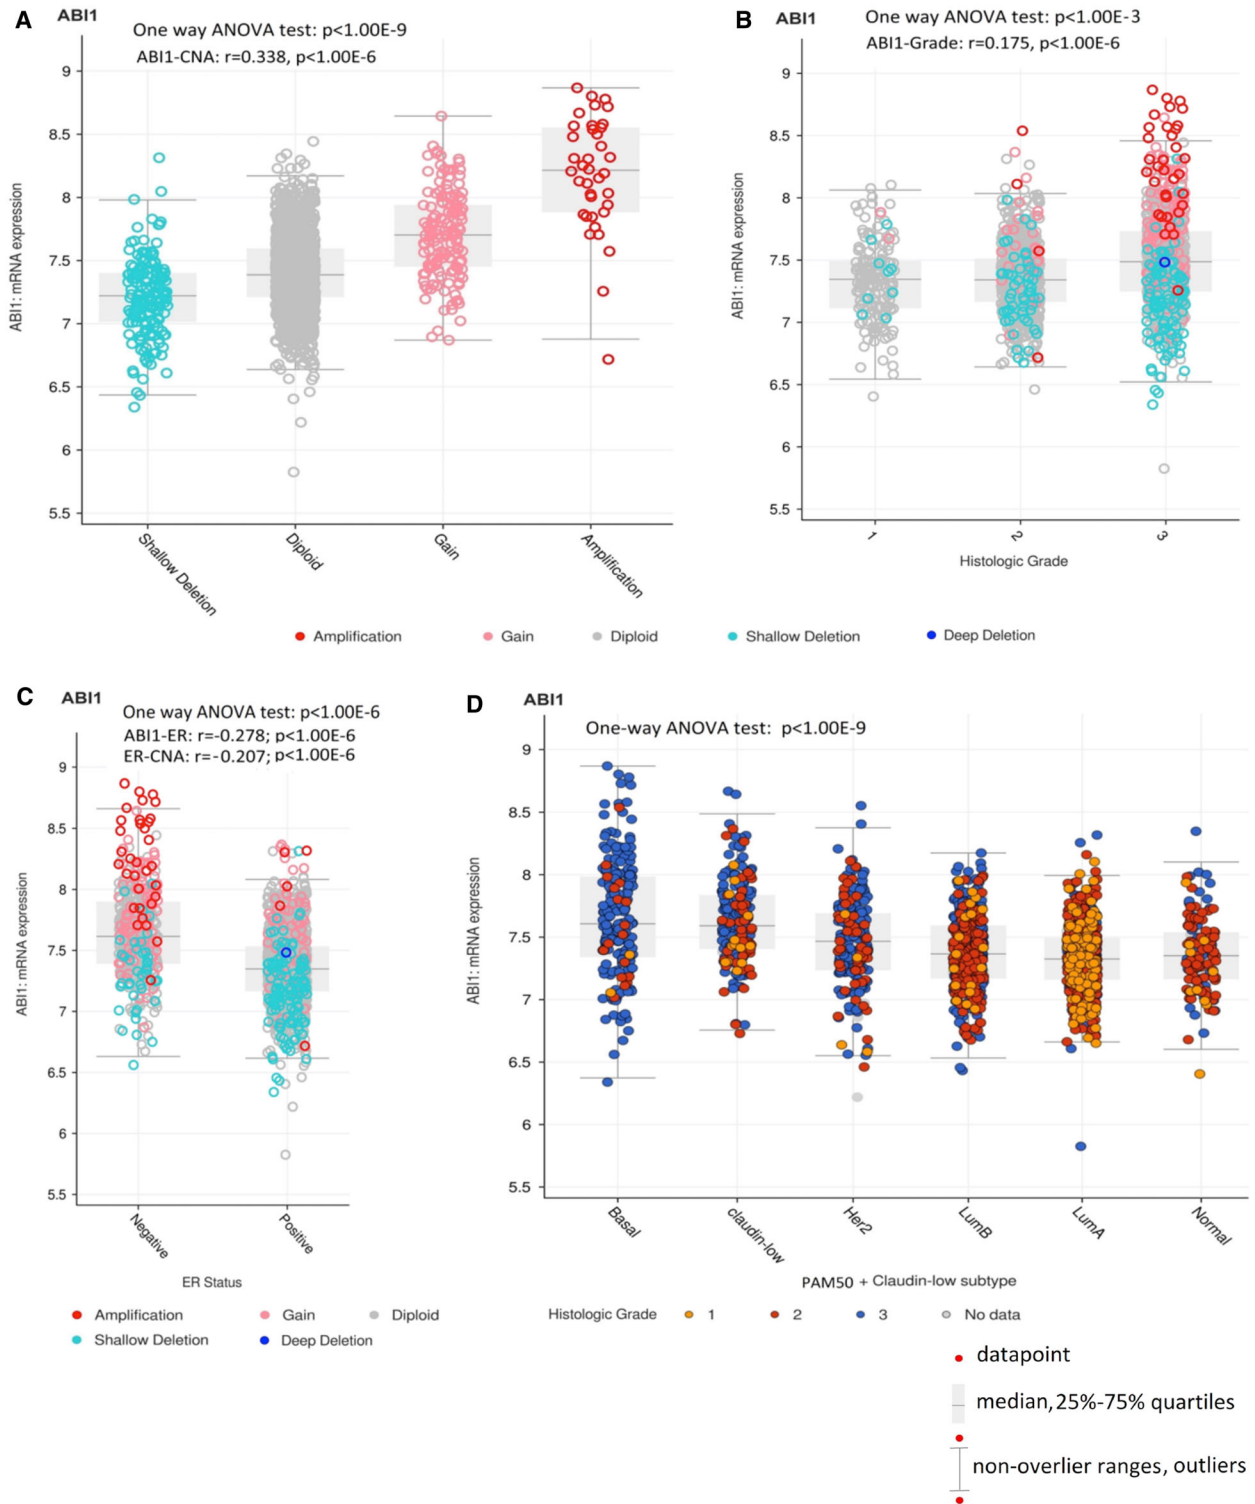 A
ABI1
One way ANOVA test: p<1.00E-9
ABI1-CNA: r=0.338, p<1.00E-6
9
8.5
8
7.5
7
6.5
6
5.5
ABI1: mRNA expression
Shallow Deletion
Diploid
Gain
Amplification
B
ABI1
One way ANOVA test: p<1.00E-3
ABI1-Grade: r=0.175, p<1.00E-6
9
8.5
8
7.5
7
6.5
6
5.5
ABI1: mRNA expression
1
2
3
Histologic Grade
Amplification
Gain
Diploid
Shallow Deletion
Deep Deletion
C
ABI1
One way ANOVA test: p<1.00E-6
ABI1-ER: r=-0.278; p<1.00E-6
ER-CNA: r=-0.207; p<1.00E-6
9
8.5
8
7.5
7
6.5
6
5.5
ABI1: mRNA expression
Negative
Positive
ER Status
Amplification
Gain
Diploid
Shallow Deletion
Deep Deletion
D
ABI1
One-way ANOVA test: p<1.00E-9
9
8.5
8
7.5
7
6.5
6
5.5
ABI1: mRNA expression
Basal
claudin-low
Her2
LumB
LumA
Normal
PAM50 + Claudin-low subtype
Histologic Grade 1 2 3 No data
datapoint
median, 25%-75% quartiles
non-overlier ranges, outliers